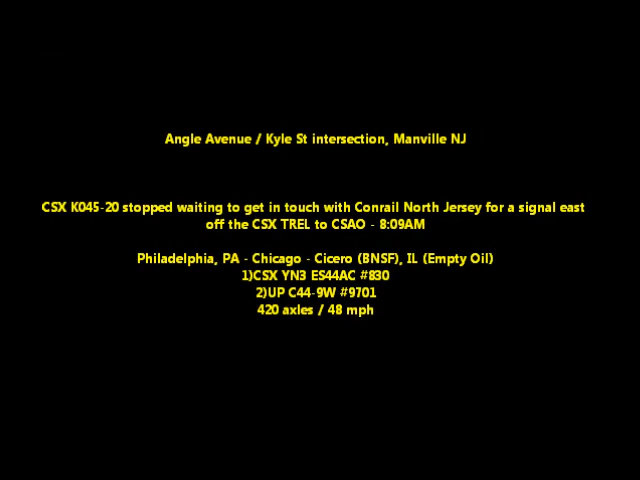 Angle Avenue / Kyle St intersection, Manville NJ
CSX K045-20 stopped waiting to get in touch with Conrail North Jersey for a signal east
off the CSX TREL to CSAO - 8:09AM
Philadelphia, PA - Chicago - Cicero (BNSF), IL (Empty Oil)
1)CSX YN3 ES44AC #830
2)UP C44-9W #9701
420 axles / 48 mph